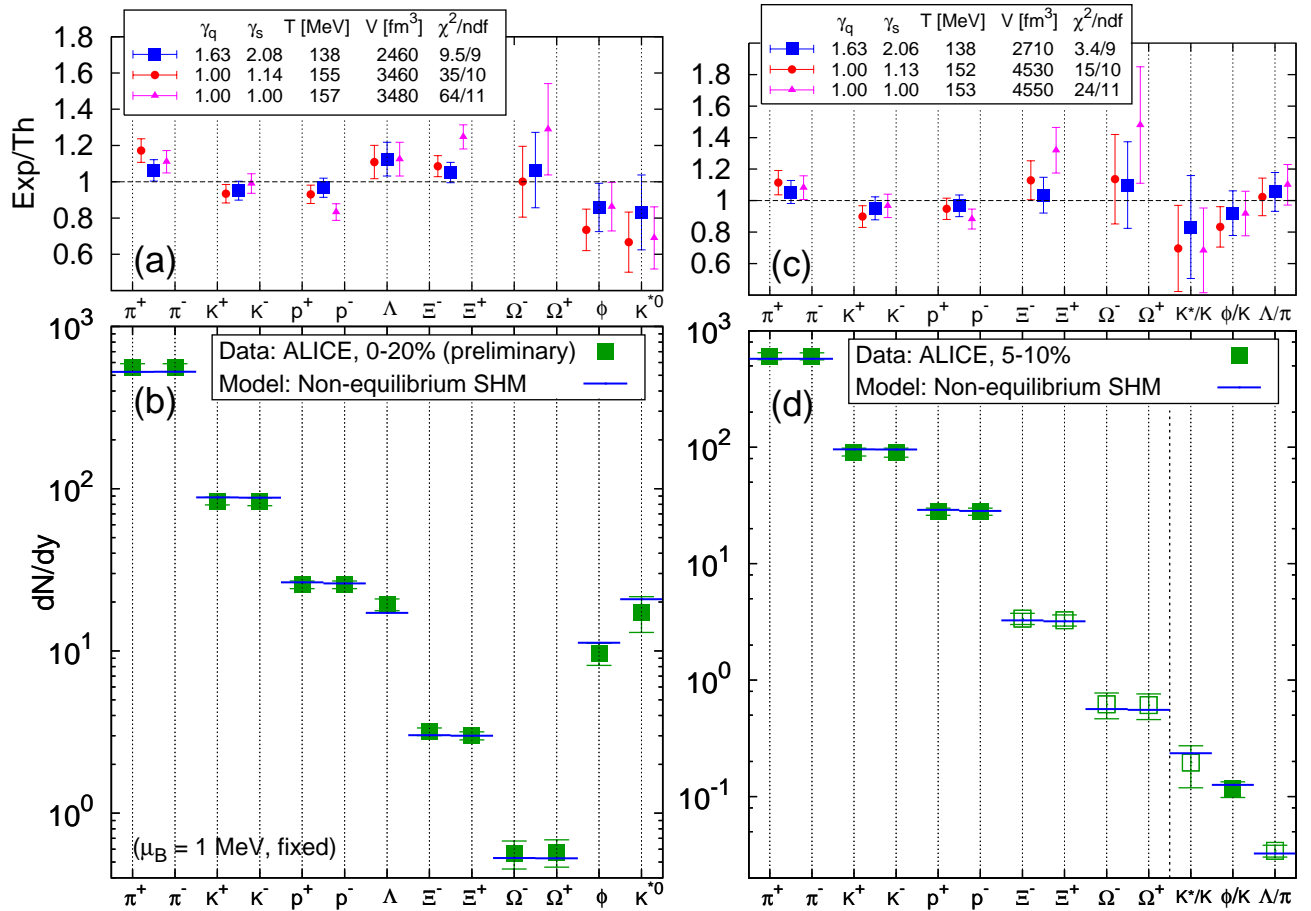 γq γs T [MeV] V [fm³] χ²/ndf
1.63 2.08 138 2460 9.5/9
1.00 1.14 155 3460 35/10
1.00 1.00 157 3480 64/11
Exp/Th
1.8
1.6
1.4
1.2
1
0.8
0.6
(a)
π⁺ π⁻ K⁺ K⁻ p⁺ p⁻ Λ Ξ⁻ Ξ⁺ Ω⁻ Ω⁺ ϕ K*⁰
γq γs T [MeV] V [fm³] χ²/ndf
1.63 2.06 138 2710 3.4/9
1.00 1.13 152 4530 15/10
1.00 1.00 153 4550 24/11
1.8
1.6
1.4
1.2
1
0.8
0.6
(c)
π⁺ π⁻ K⁺ K⁻ p⁺ p⁻ Ξ⁻ Ξ⁺ Ω⁻ Ω⁺ K*/K ϕ/K Λ/π
dN/dy
10³
10²
10¹
10⁰
Data: ALICE, 0-20% (preliminary)
Model: Non-equilibrium SHM
(b)
(μB = 1 MeV, fixed)
π⁺ π⁻ K⁺ K⁻ p⁺ p⁻ Λ Ξ⁻ Ξ⁺ Ω⁻ Ω⁺ ϕ K*⁰
10³
10²
10¹
10⁰
10⁻¹
Data: ALICE, 5-10%
Model: Non-equilibrium SHM
(d)
π⁺ π⁻ K⁺ K⁻ p⁺ p⁻ Ξ⁻ Ξ⁺ Ω⁻ Ω⁺ K*/K ϕ/K Λ/π